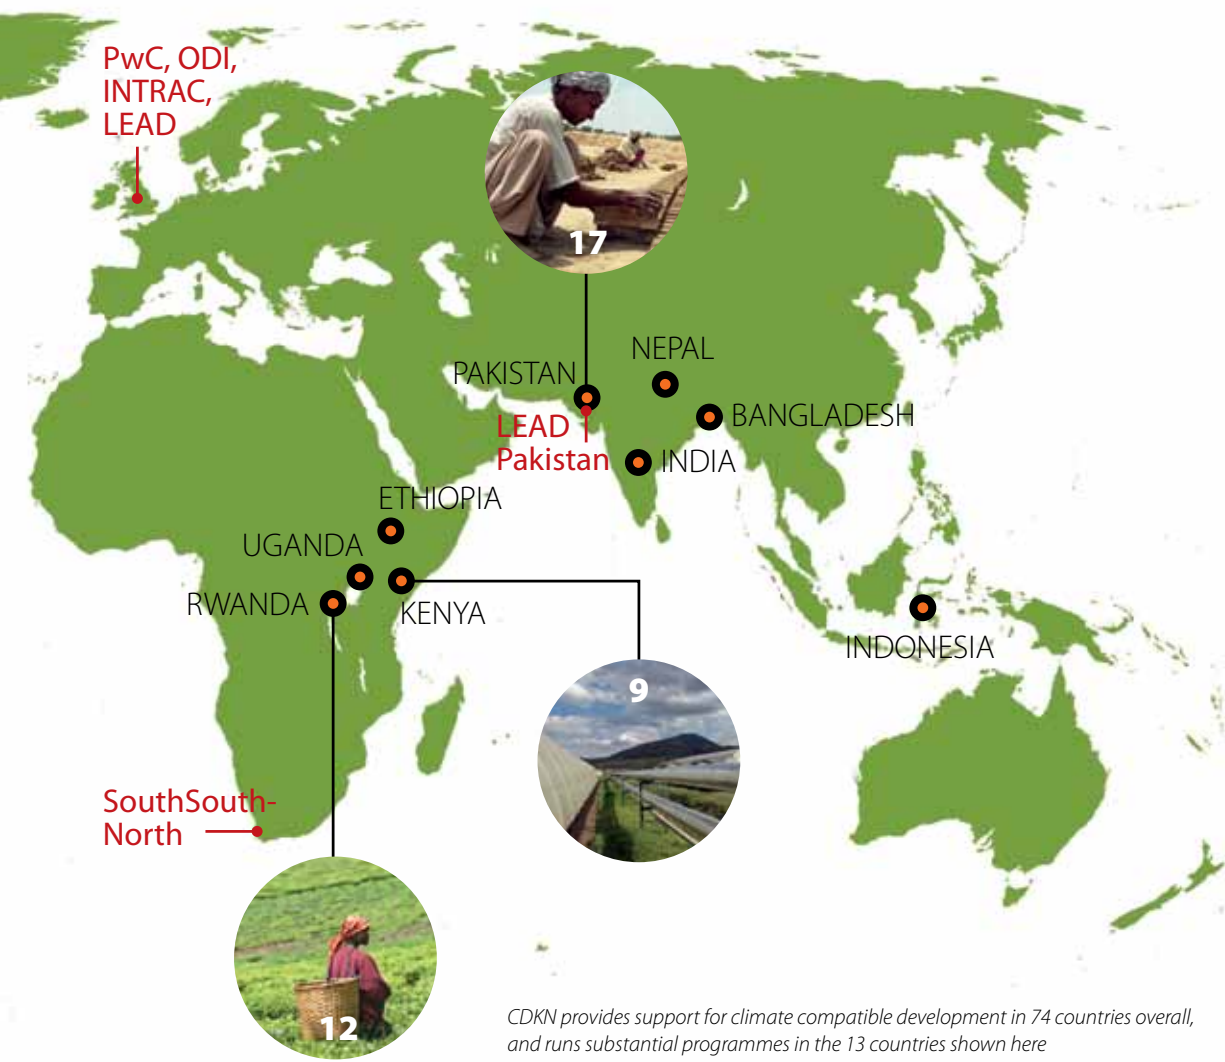 PwC, ODI,
INTRAC,
LEAD
17
NEPAL
PAKISTAN
BANGLADESH
LEAD
Pakistan
INDIA
ETHIOPIA
UGANDA
RWANDA
KENYA
INDONESIA
9
SouthSouth-
North
12
CDKN provides support for climate compatible development in 74 countries overall,
and runs substantial programmes in the 13 countries shown here